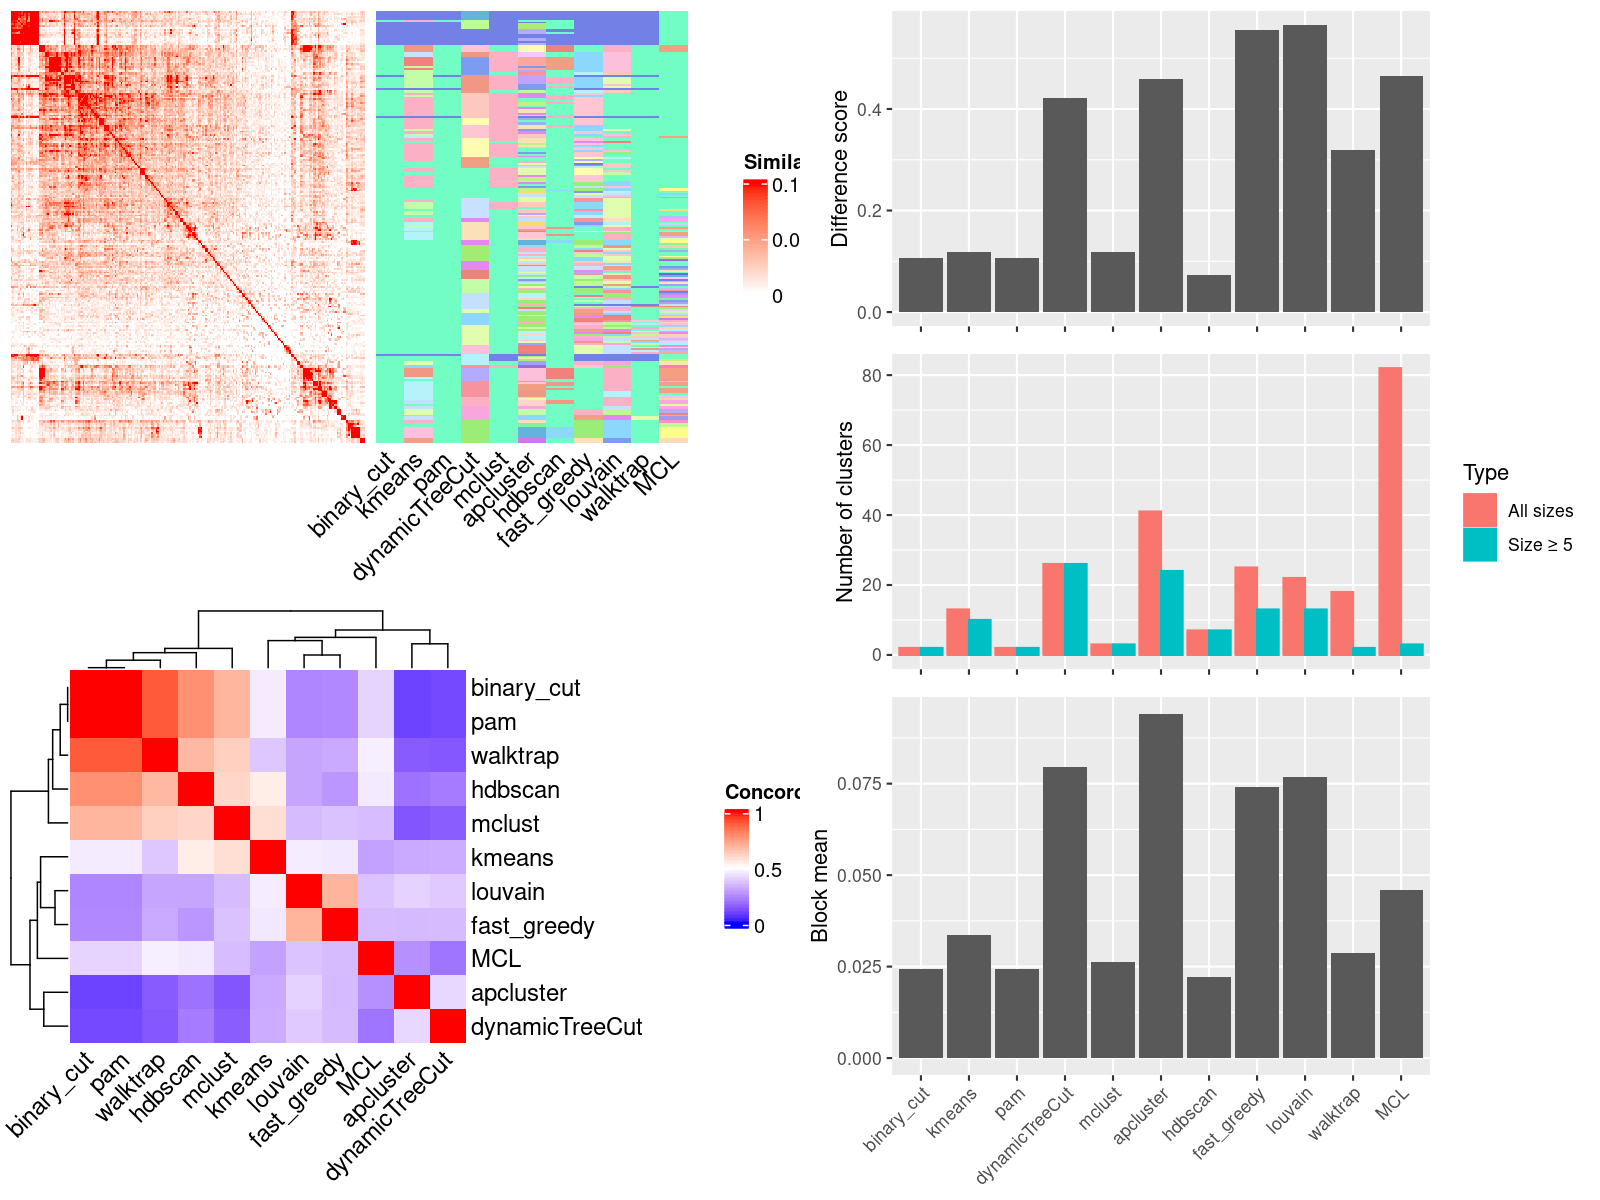 Simila
0.1
0.0
0
binary_cut
kmeans
pam
dynamicTreeCut
mclust
apcluster
hdbscan
fast_greedy
louvain
walktrap
MCL
binary_cut
pam
walktrap
hdbscan
mclust
kmeans
louvain
fast_greedy
MCL
apcluster
dynamicTreeCut
binary_cut
pam
walktrap
hdbscan
mclust
kmeans
louvain
fast_greedy
MCL
apcluster
dynamicTreeCut
Concord
1
0.5
0
Difference score
0.4
0.2
0.0
Number of clusters
80
60
40
20
0
Type
All sizes
Size ≥ 5
Block mean
0.075
0.050
0.025
0.000
binary_cut
kmeans
pam
dynamicTreeCut
mclust
apcluster
hdbscan
fast_greedy
louvain
walktrap
MCL